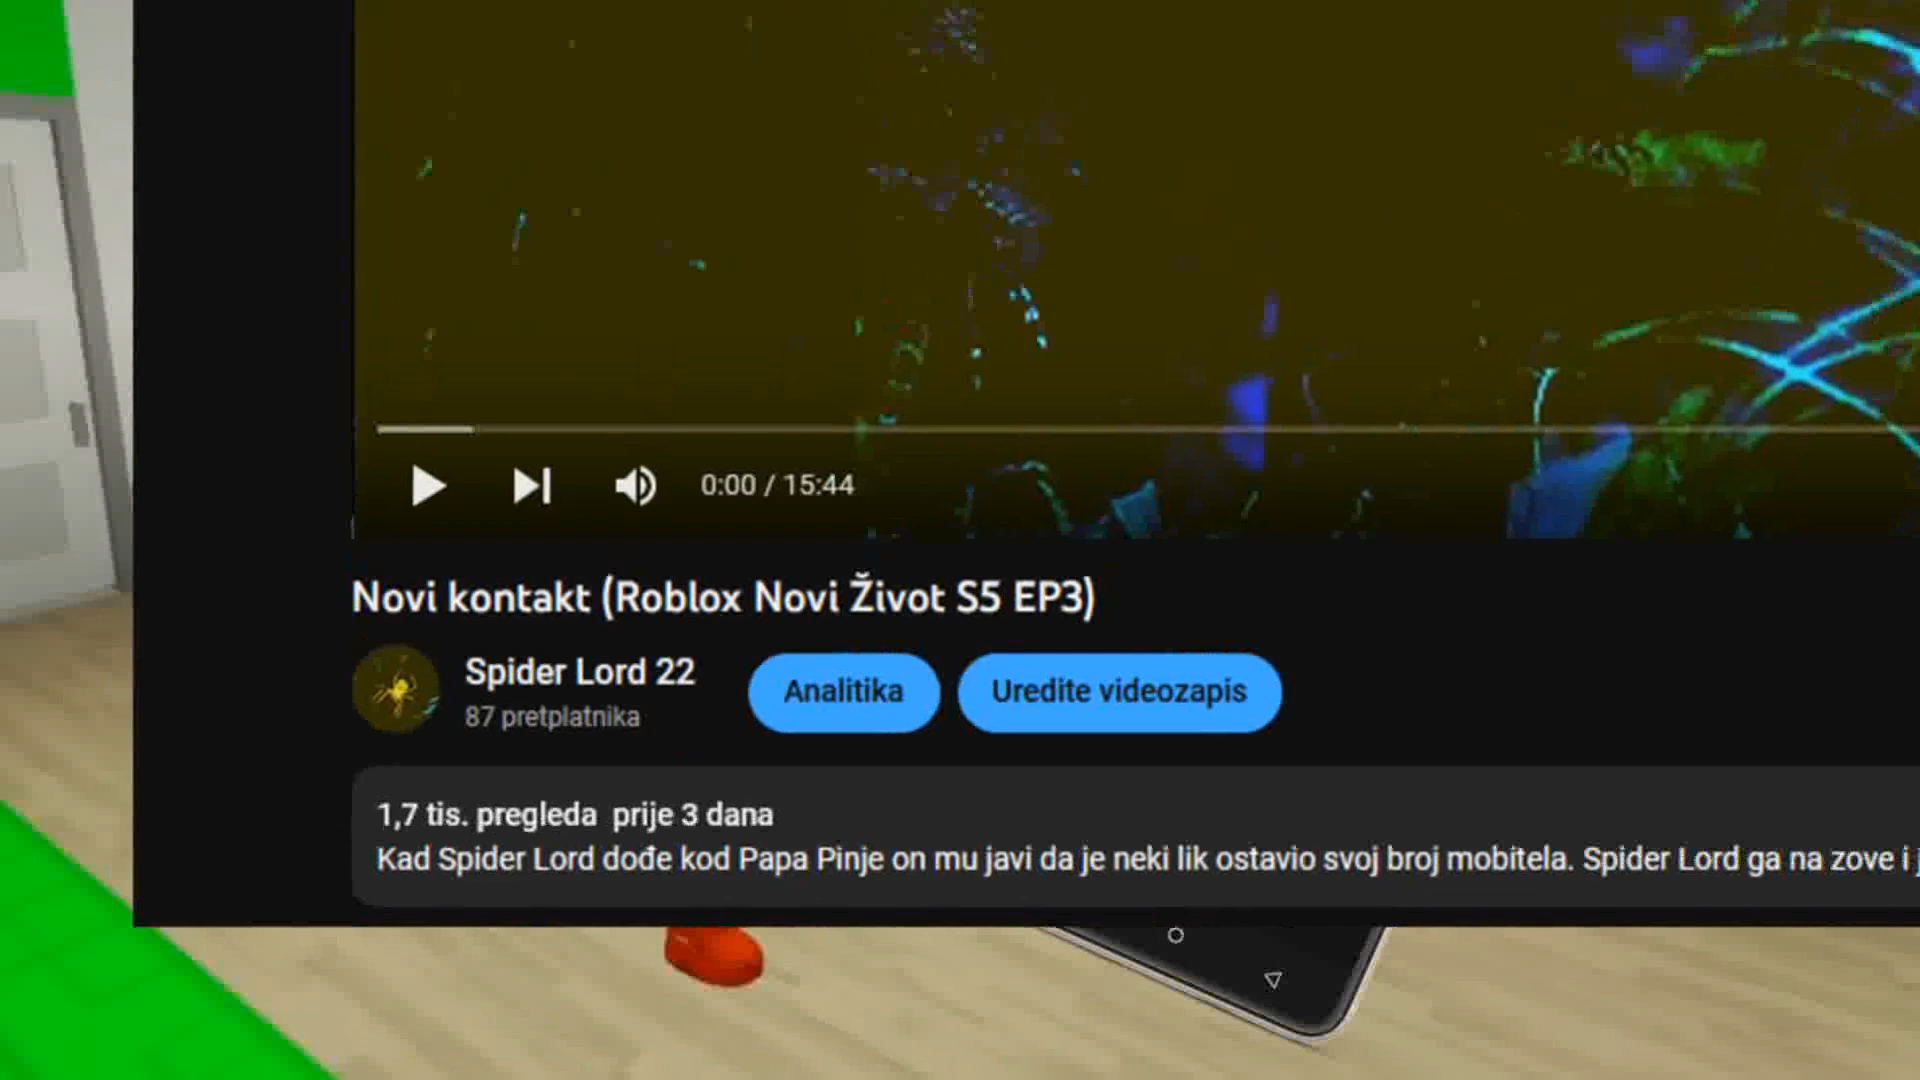 0:00 / 15:44
Novi kontakt (Roblox Novi Život S5 EP3)
Spider Lord 22
87 pretplatnika
Analitika
Uredite videozapis
1,7 tis. pregleda prije 3 dana
Kad Spider Lord dođe kod Papa Pinje on mu javi da je neki lik ostavio svoj broj mobitela. Spider Lord ga na zove i